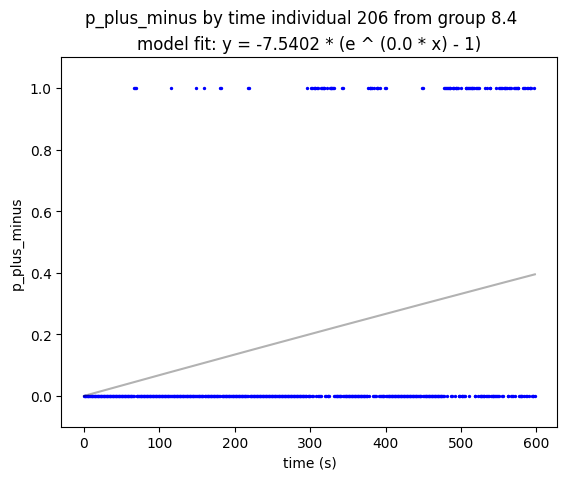 p_plus_minus by time individual 206 from group 8.4
model fit: y = -7.5402 * (e ^ (0.0 * x) - 1)
1.0
0.8
0.6
0.4
0.2
0.0
p_plus_minus
0 100 200 300 400 500 600
time (s)